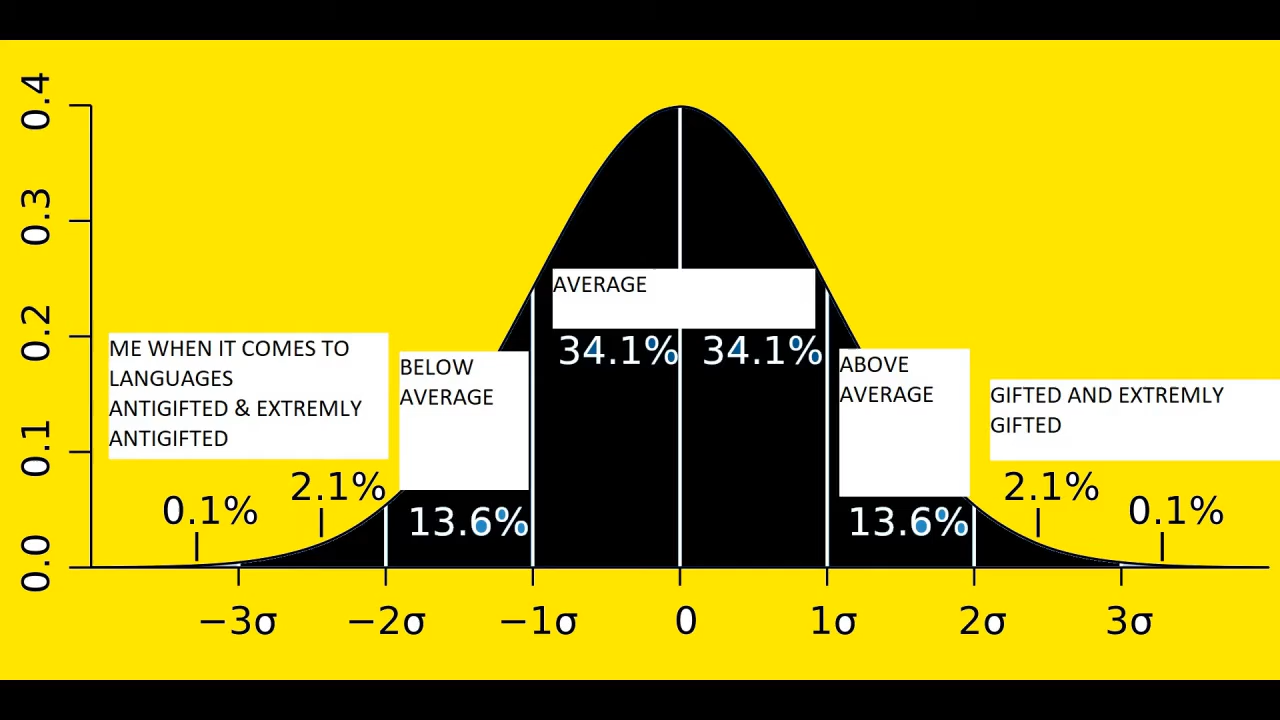 0.4
0.3
0.2
0.1
0.0
AVERAGE
34.1% 34.1%
ME WHEN IT COMES TO
LANGUAGES
ANTIGIFTED & EXTREMLY
ANTIGIFTED
BELOW
AVERAGE
ABOVE
AVERAGE
GIFTED AND EXTREMLY
GIFTED
0.1% 2.1% 13.6% 13.6% 2.1% 0.1%
−3σ −2σ −1σ 0 1σ 2σ 3σ